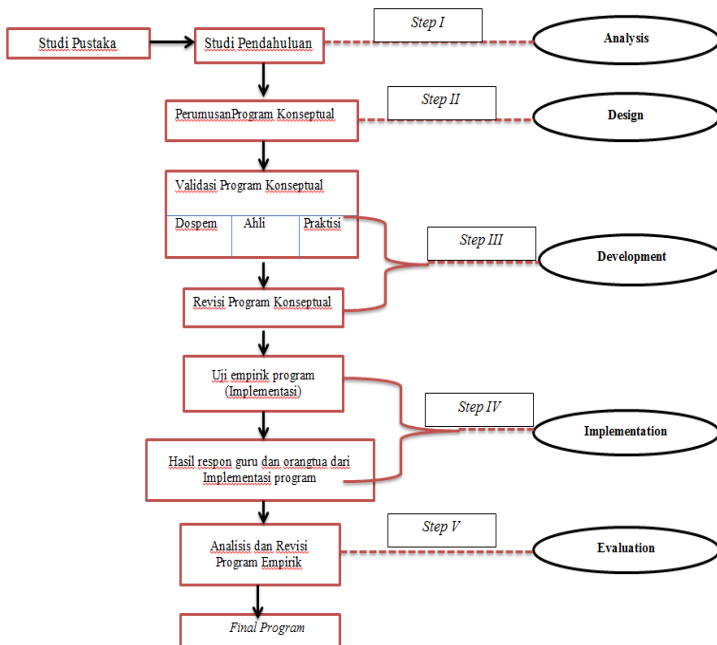 Step I
Studi Pustaka
Studi Pendahuluan
Analysis
Step II
PerumusanProgram Konseptual
Design
Validasi Program Konseptual
Dospem
Ahli
Praktisi
Step III
Development
Revisi Program Konseptual
Uji empirik program
(Implementasi)
Step IV
Implementation
Hasil respon guru dan orangtua dari
Implementasi program
Step V
Analisis dan Revisi
Program Empirik
Evaluation
Final Program